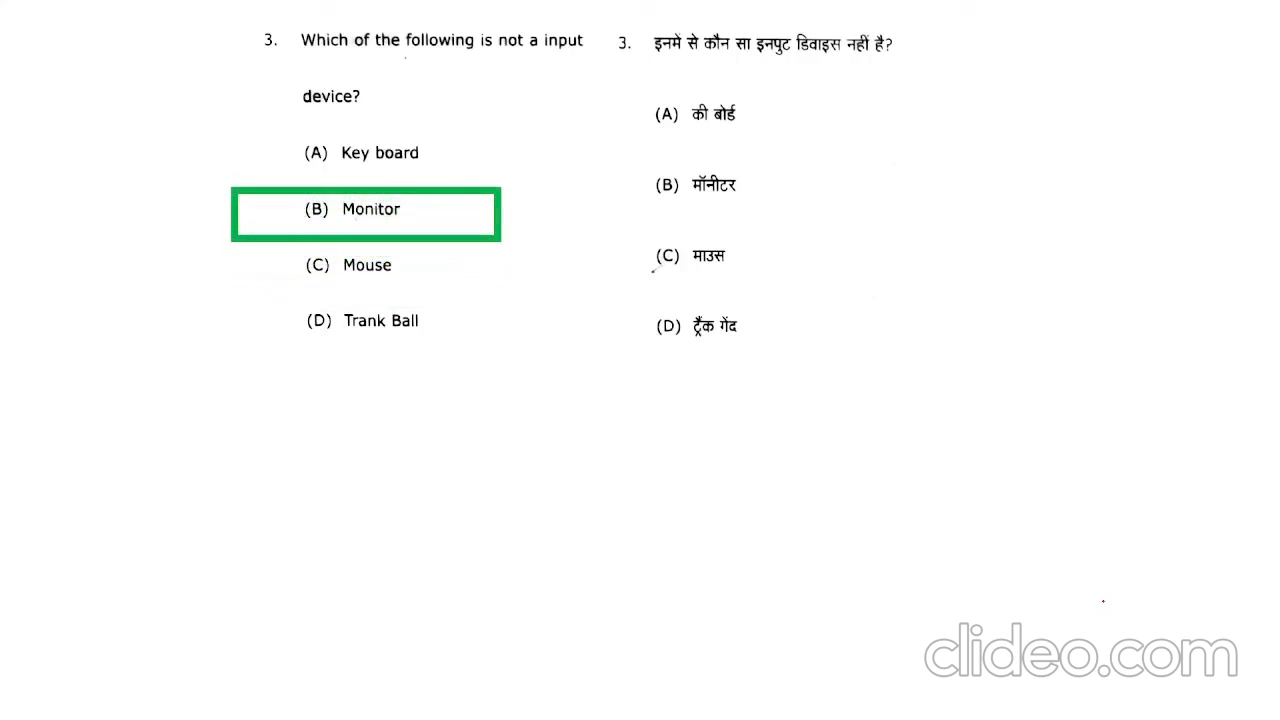 3. Which of the following is not a input
device?
(A) Key board
(B) Monitor
(C) Mouse
(D) Trank Ball
3. इनमें से कौन सा इनपुट डिवाइस नहीं है?
(A) की बोर्ड
(B) मॉनीटर
(C) माउस
(D) ट्रैंक गेंद
clideo.com